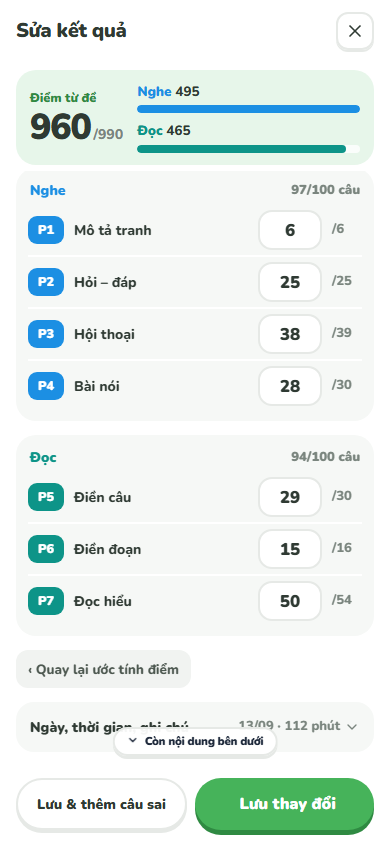 Sửa kết quả
Điểm từ đề
960/990
Nghe 495
Đọc 465
Nghe 97/100 câu
P1 Mô tả tranh 6 /6
P2 Hỏi – đáp 25 /25
P3 Hội thoại 38 /39
P4 Bài nói 28 /30
Đọc 94/100 câu
P5 Điền câu 29 /30
P6 Điền đoạn 15 /16
P7 Đọc hiểu 50 /54
‹ Quay lại ước tính điểm
Ngày, thời gian, ghi chú 13/09 · 112 phút
Còn nội dung bên dưới
Lưu & thêm câu sai
Lưu thay đổi